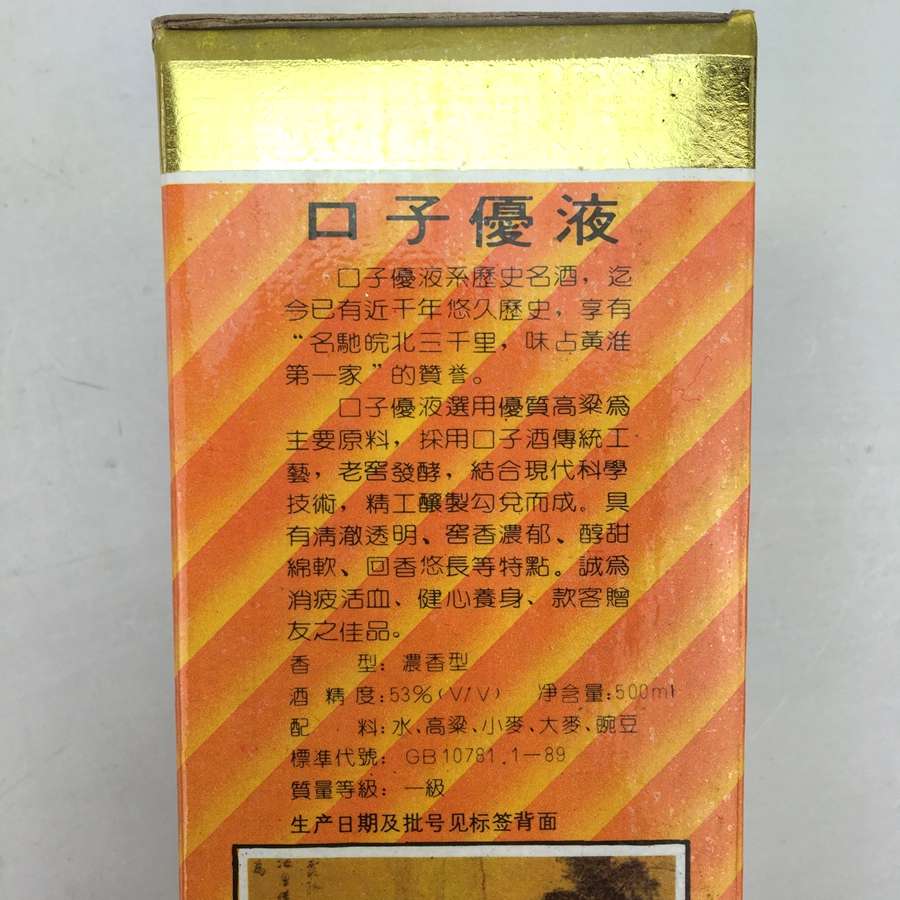 口子優液
口子優液系歷史名酒，迄
今已有近千年悠久歷史，享有
“名馳皖北三千里，味占黃淮
第一家”的贊誉。
口子優液選用優質高粱爲
主要原料，採用口子酒傳統工
藝，老窖發酵，結合現代科學
技術，精工釀製勾兌而成。具
有清澈透明、窖香濃郁、醇甜
綿軟、回香悠長等特點。誠爲
消疲活血、健心養身、款客贈
友之佳品。
香 型：濃香型
酒 精 度：53%(V/V) 净含量：500ml
配 料：水、高粱、小麥、大麥、豌豆
標準代號：GB10781.1—89
質量等級：一級
生产日期及批号见标签背面